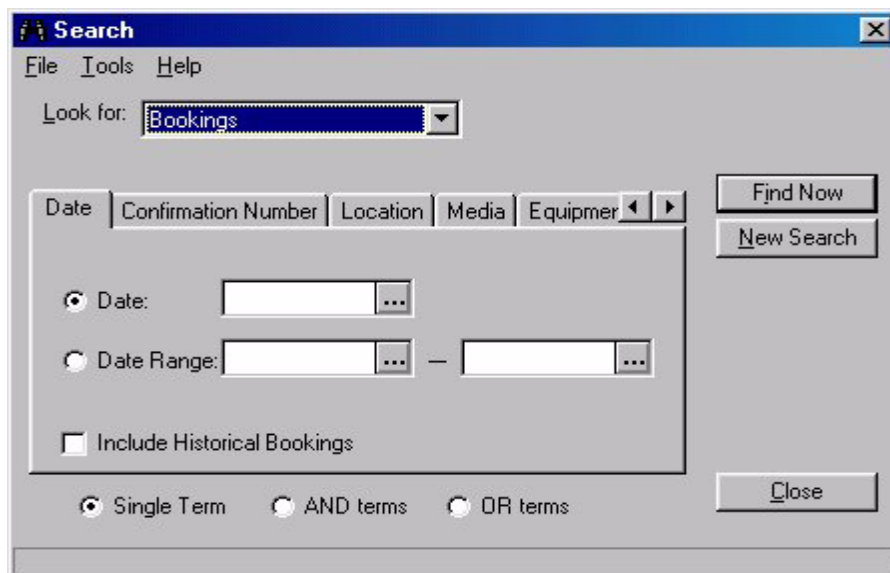 Search
File Tools Help
Look for: Bookings
Date Confirmation Number Location Media
Find Now
New Search
Date: ...
Date Range: ... — ...
Include Historical Bookings
Single Term AND terms OR terms
Close